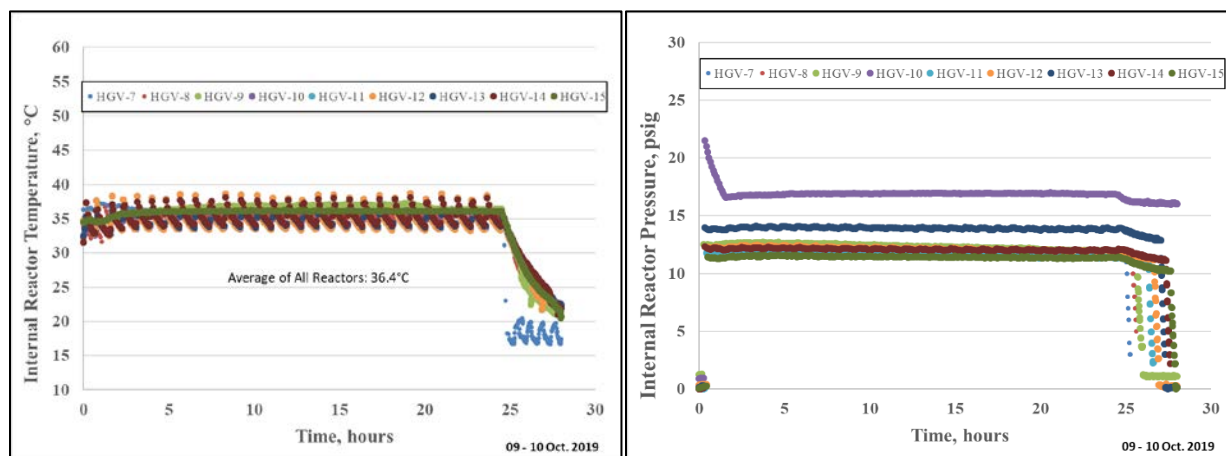 Internal Reactor Temperature, °C
60
55
50
45
40
35
30
25
20
15
10
HGV-7 HGV-8 HGV-9 HGV-10 HGV-11 HGV-12 HGV-13 HGV-14 HGV-15
Average of All Reactors: 36.4°C
0 5 10 15 20 25 30
Time, hours
09 - 10 Oct. 2019
Internal Reactor Pressure, psig
30
25
20
15
10
5
0
HGV-7 HGV-8 HGV-9 HGV-10 HGV-11 HGV-12 HGV-13 HGV-14 HGV-15
0 5 10 15 20 25 30
Time, hours
09 - 10 Oct. 2019